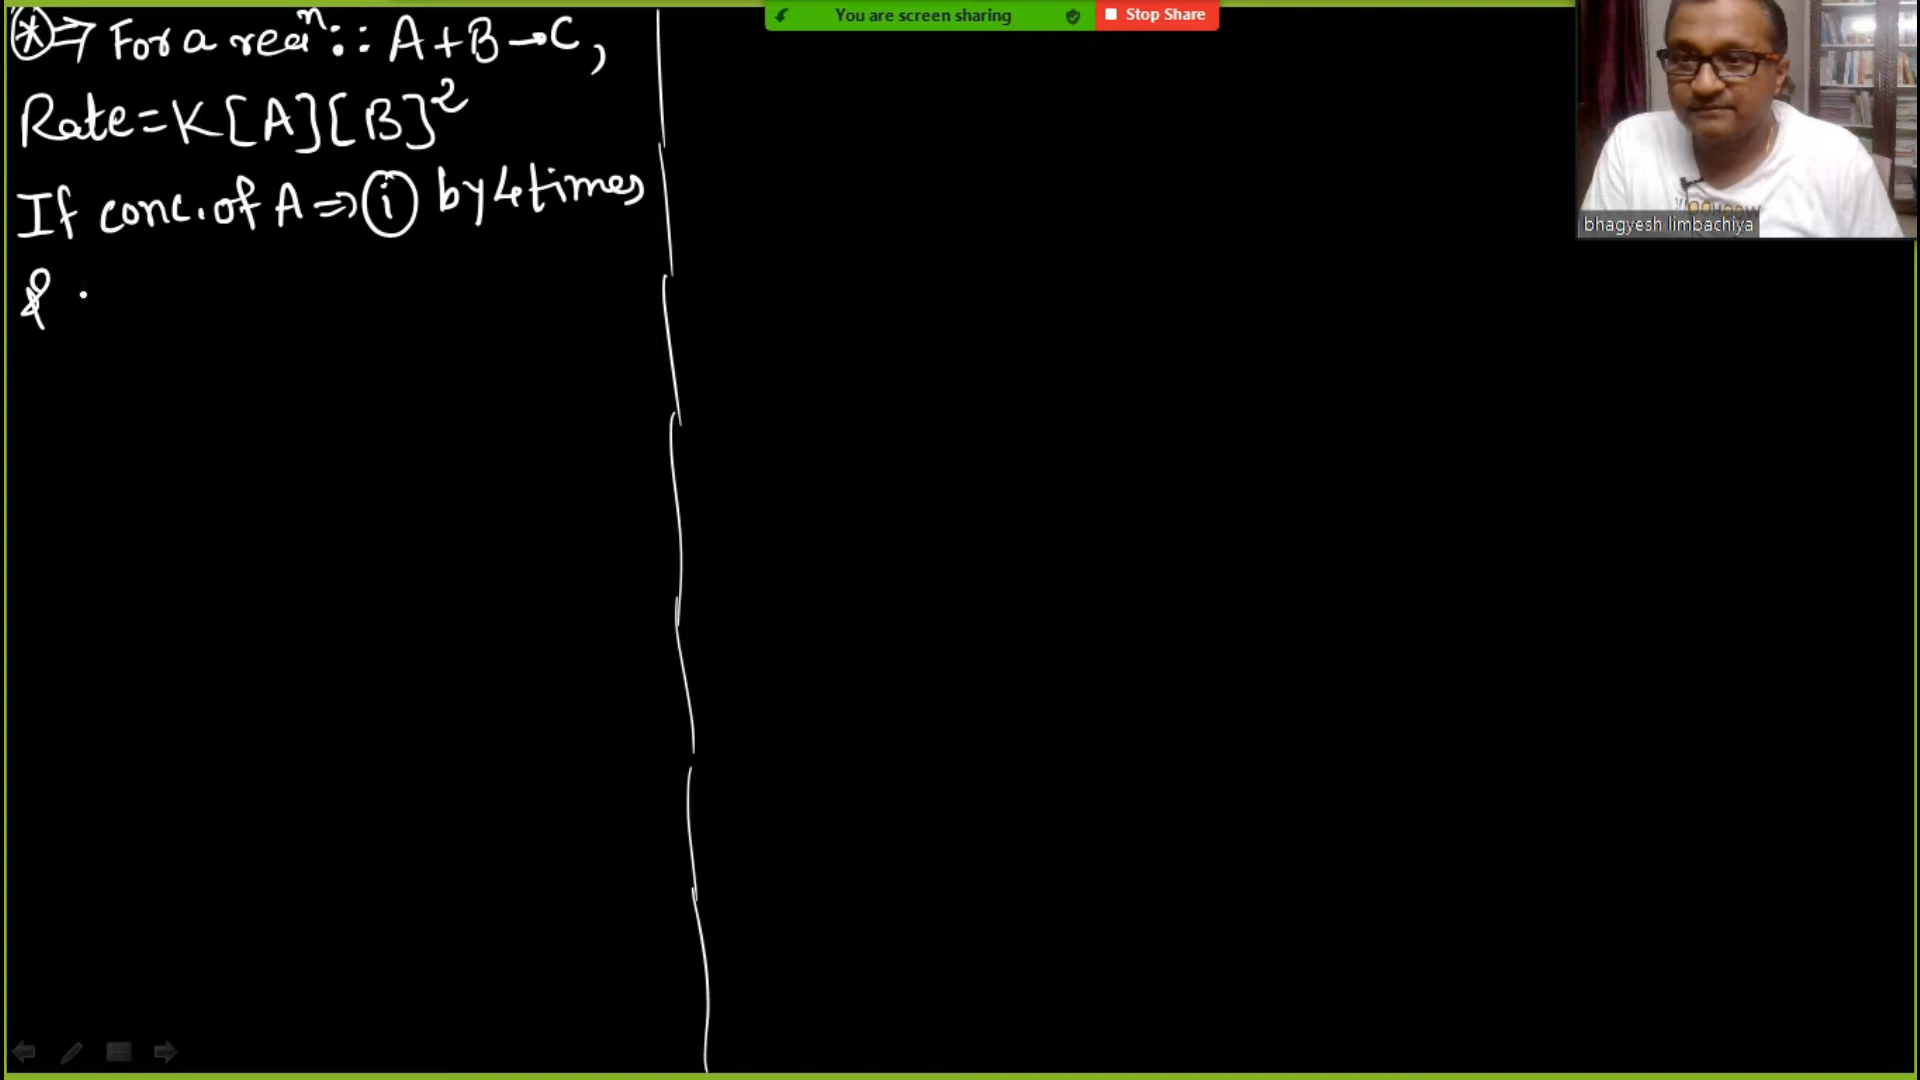 ⊛⇒ For a reaⁿ:: A+B→C,
Rate=K[A][B]²
If conc. of A ⇒ ⓘ by 4 times
& .
You are screen sharing
Stop Share
bhagyesh limbachiya